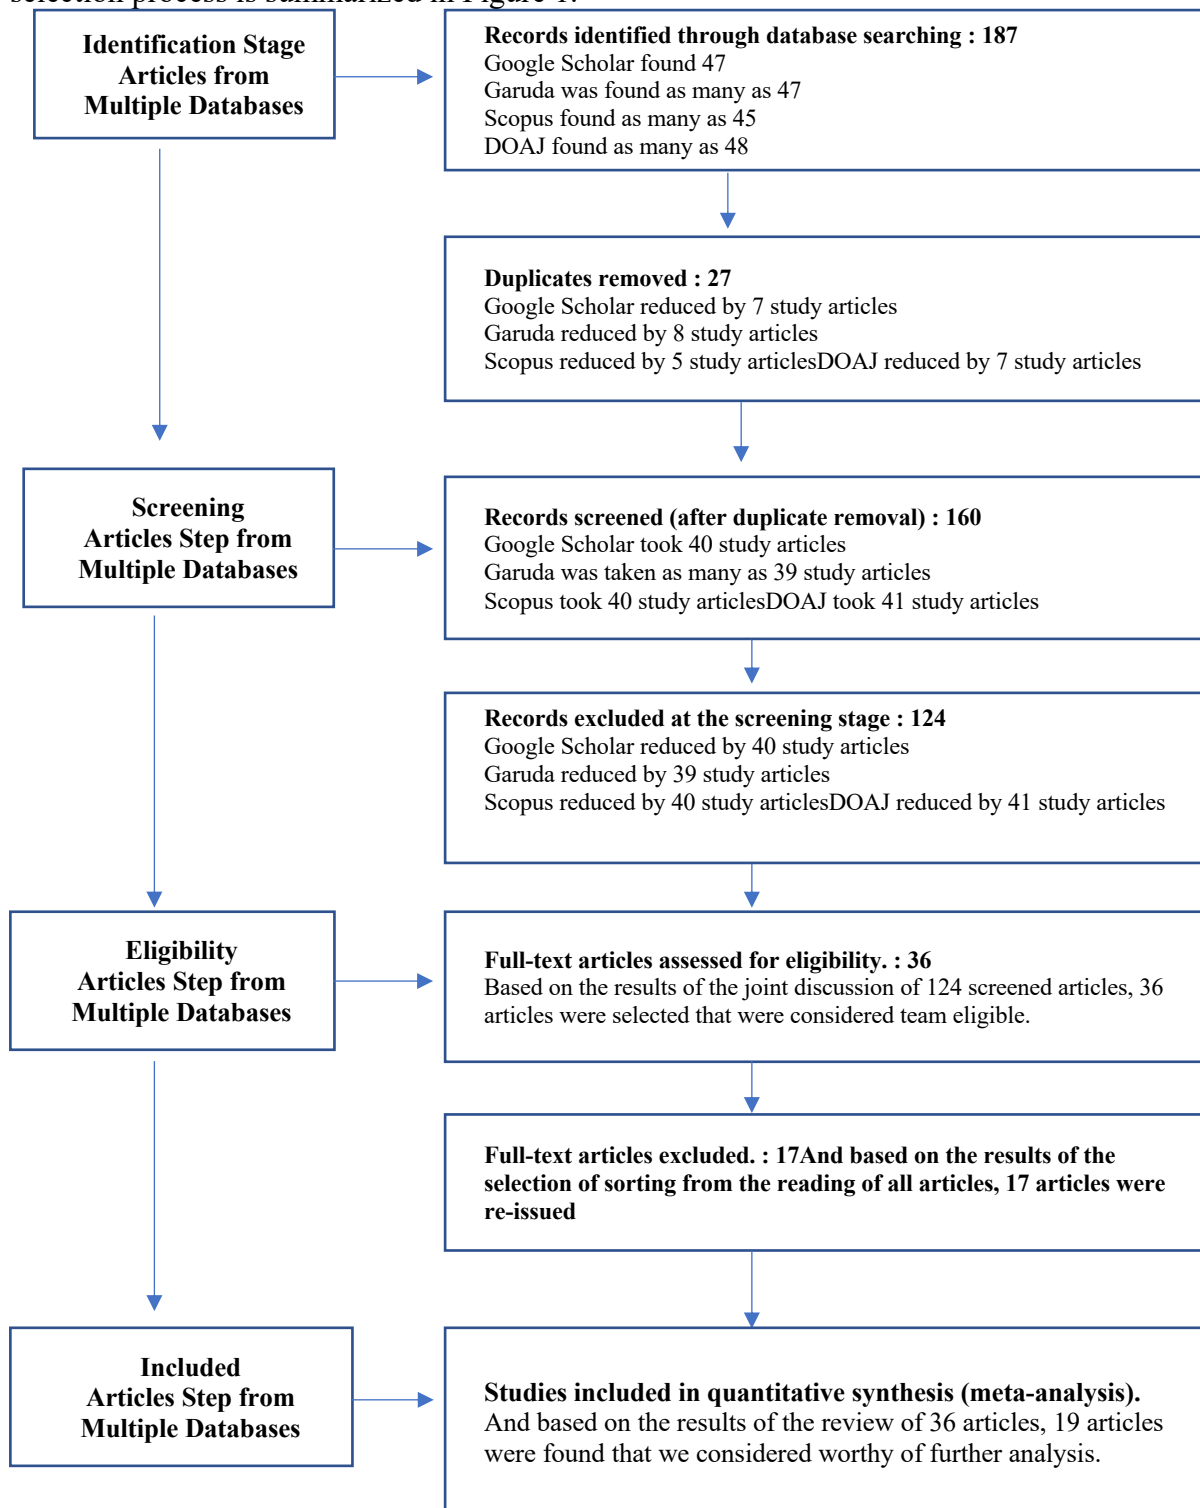 selection process is summarized in Figure 1.
Identification Stage
Articles from
Multiple Databases
Records identified through database searching : 187
Google Scholar found 47
Garuda was found as many as 47
Scopus found as many as 45
DOAJ found as many as 48
Duplicates removed : 27
Google Scholar reduced by 7 study articles
Garuda reduced by 8 study articles
Scopus reduced by 5 study articlesDOAJ reduced by 7 study articles
Screening
Articles Step from
Multiple Databases
Records screened (after duplicate removal) : 160
Google Scholar took 40 study articles
Garuda was taken as many as 39 study articles
Scopus took 40 study articlesDOAJ took 41 study articles
Records excluded at the screening stage : 124
Google Scholar reduced by 40 study articles
Garuda reduced by 39 study articles
Scopus reduced by 40 study articlesDOAJ reduced by 41 study articles
Eligibility
Articles Step from
Multiple Databases
Full-text articles assessed for eligibility. : 36
Based on the results of the joint discussion of 124 screened articles, 36
articles were selected that were considered team eligible.
Full-text articles excluded. : 17And based on the results of the
selection of sorting from the reading of all articles, 17 articles were
re-issued
Included
Articles Step from
Multiple Databases
Studies included in quantitative synthesis (meta-analysis).
And based on the results of the review of 36 articles, 19 articles
were found that we considered worthy of further analysis.